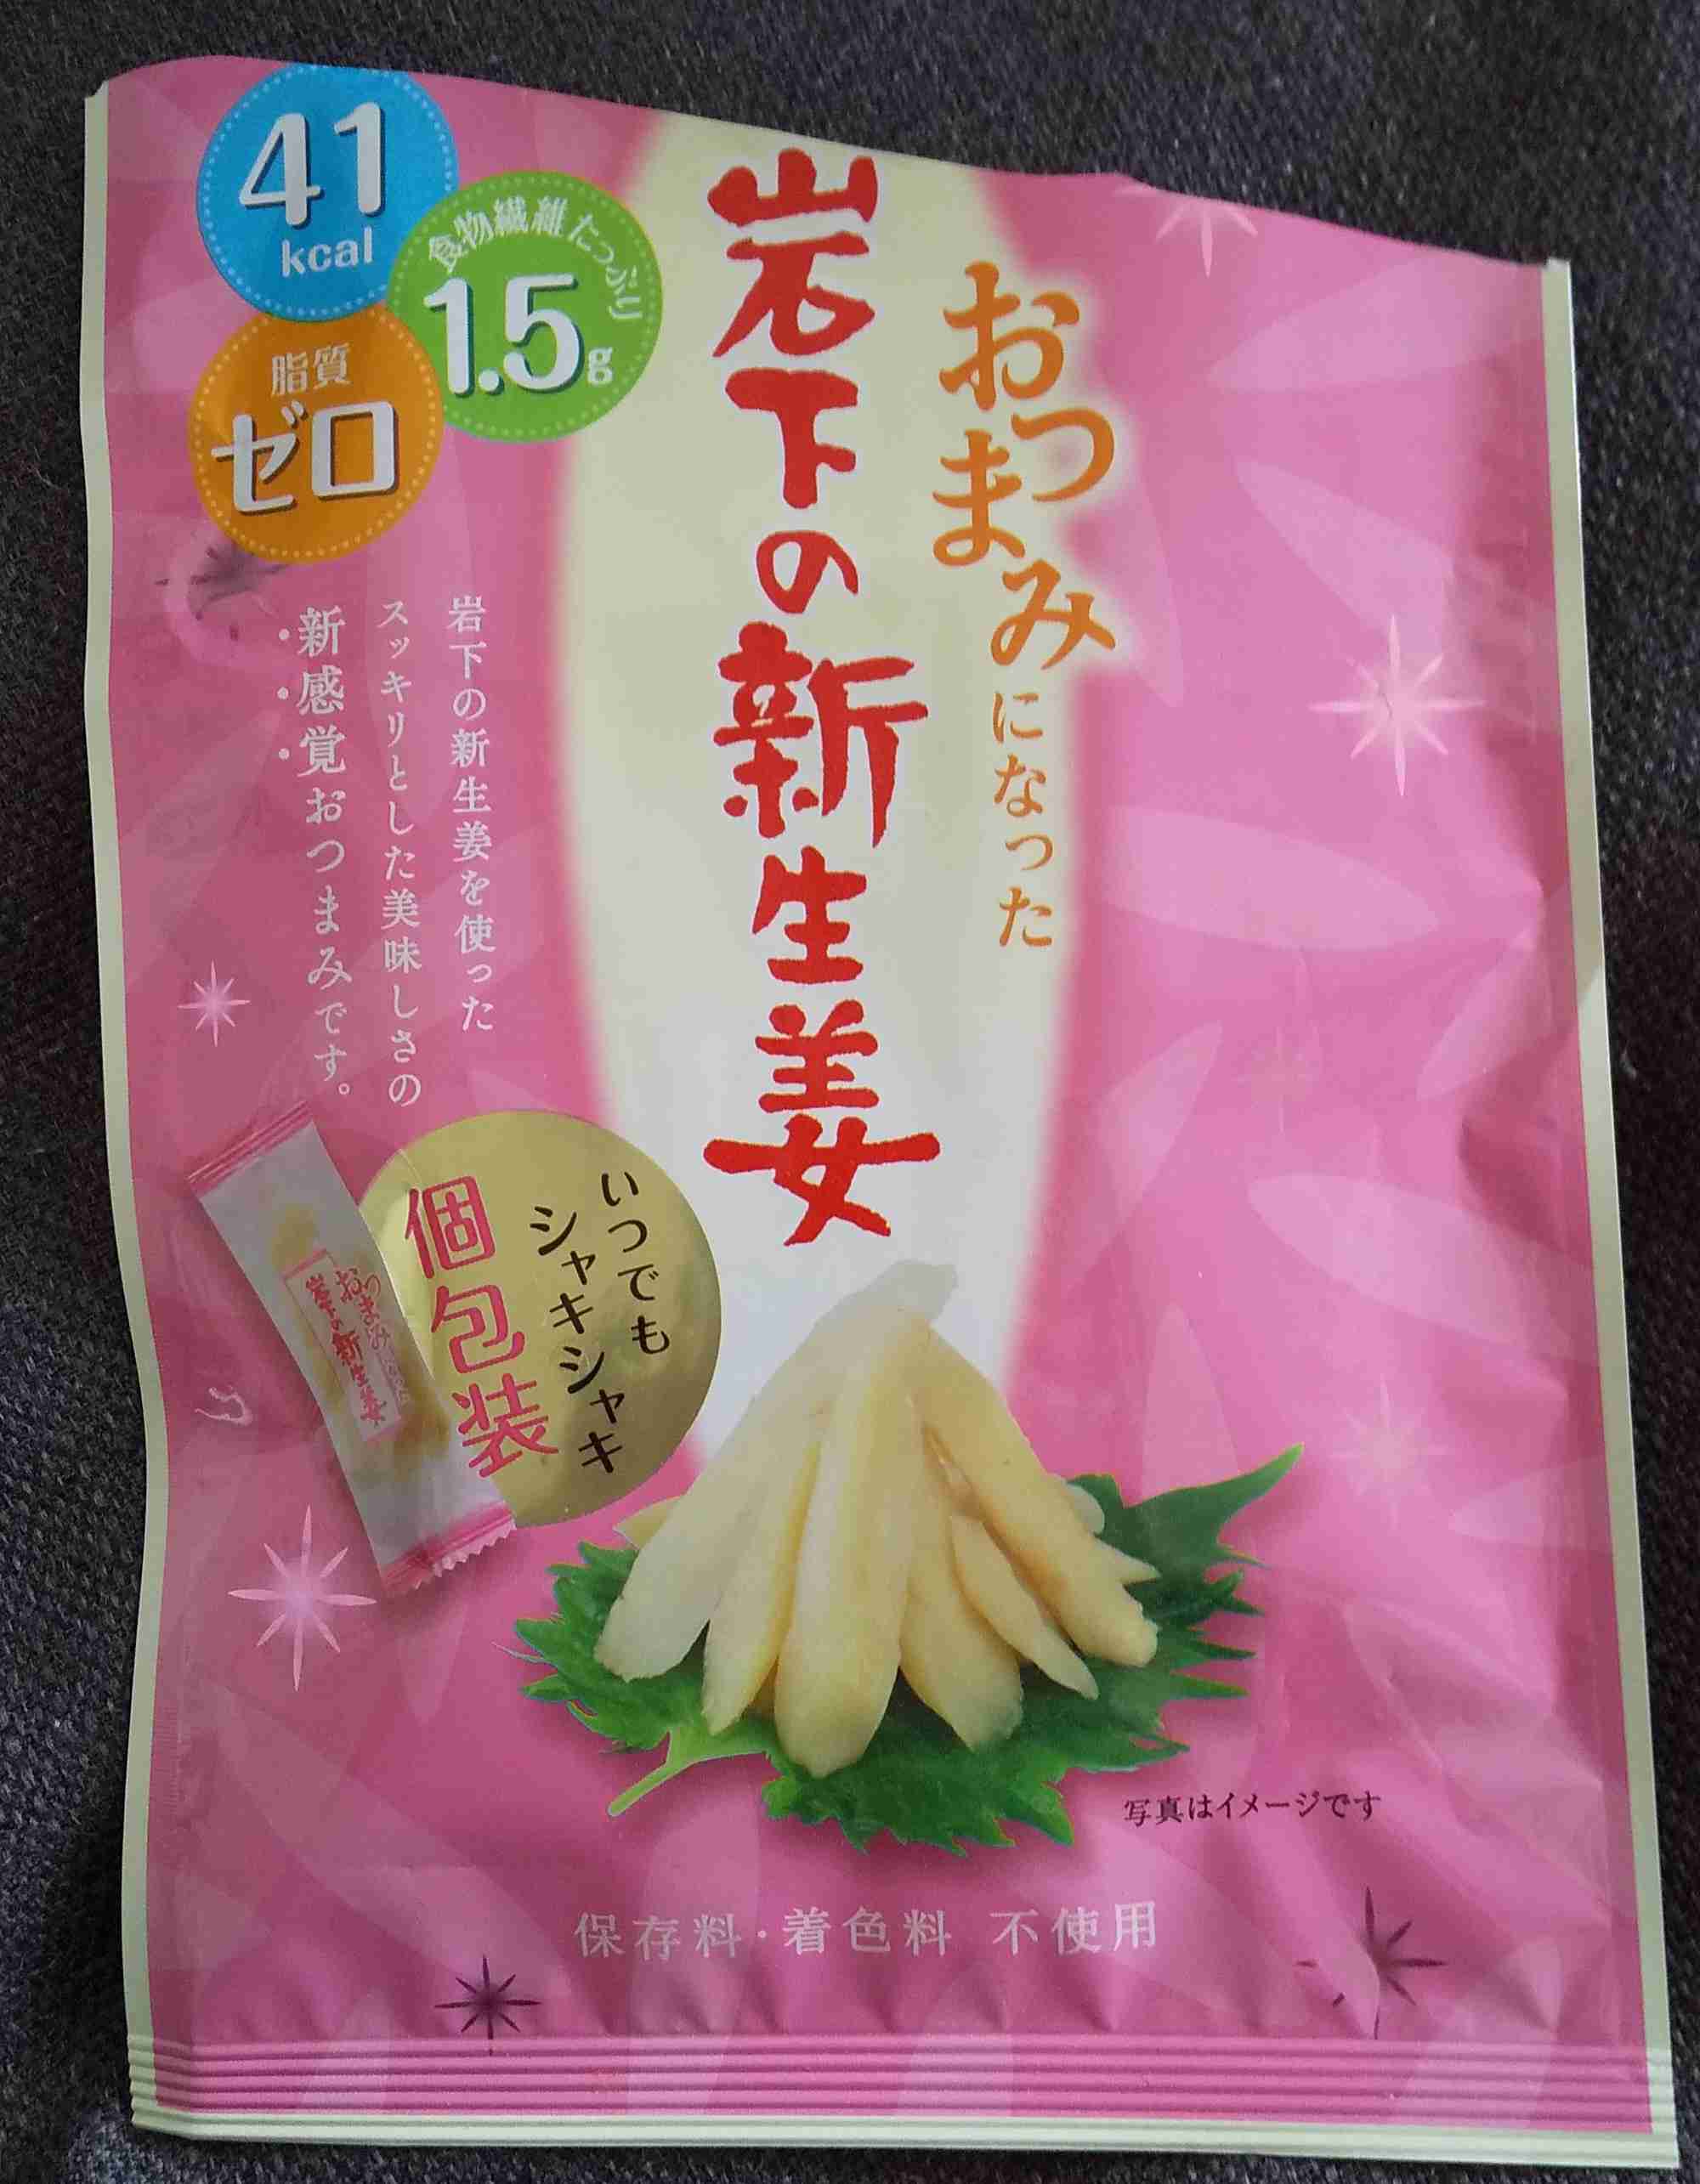 41
kcal
食物繊維たっぷり
1.5g
脂質
ゼロ
おつまみになった
岩下の新生姜
岩下の新生姜を使った
スッキリとした美味しさの
新感覚おつまみです。
いつでも
シャキシャキ
個包装
おつまみになった
岩下の新生姜
写真はイメージです
保存料・着色料 不使用